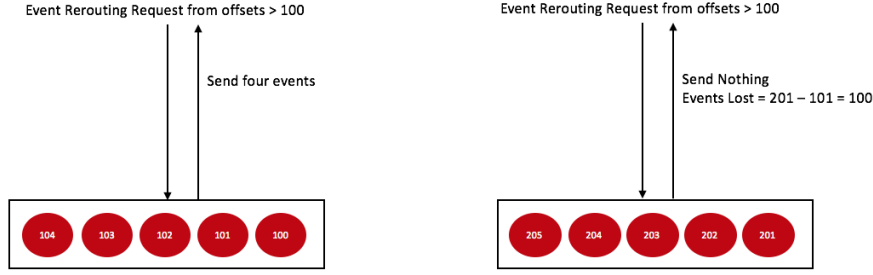 Event Rerouting Request from offsets > 100
Send four events
104 103 102 101 100
Event Rerouting Request from offsets > 100
Send Nothing
Events Lost = 201 – 101 = 100
205 204 203 202 201